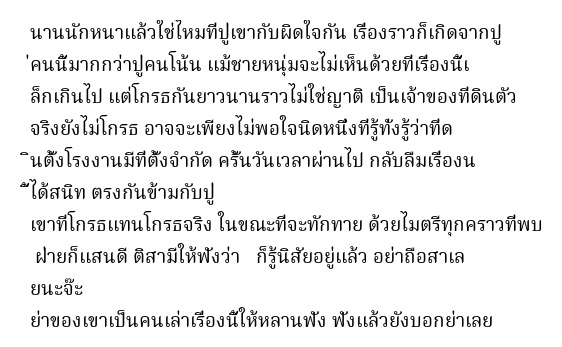 นานนักหนาแล้วใช่ไหมที่ปู่เขากับผิดใจกัน เรื่องราวก็เกิดจากปู
่คนนี้มากกว่าปู่คนโน้น แม้ชายหนุ่มจะไม่เห็นด้วยที่เรื่องนี้เ
ล็กเกินไป แต่โกรธกันยาวนานราวไม่ใช่ญาติ เป็นเจ้าของที่ดินตัว
จริงยังไม่โกรธ อาจจะเพียงไม่พอใจนิดหนึ่งที่รู้ทั้งรู้ว่าที่ด
ินตั้งโรงงานมีที่ตั้งจำกัด ครั้นวันเวลาผ่านไป กลับลืมเรื่องน
ี้ได้สนิท ตรงกันข้ามกับปู่
เขาที่โกรธแทนโกรธจริง ในขณะที่จะทักทาย ด้วยไมตรีทุกคราวที่พบ
ฝ่ายก็แสนดี ติสามีให้ฟังว่า   ก็รู้นิสัยอยู่แล้ว อย่าถือสาเล
ยนะจ๊ะ
ย่าของเขาเป็นคนเล่าเรื่องนี้ให้หลานฟัง ฟังแล้วยังบอกย่าเลย